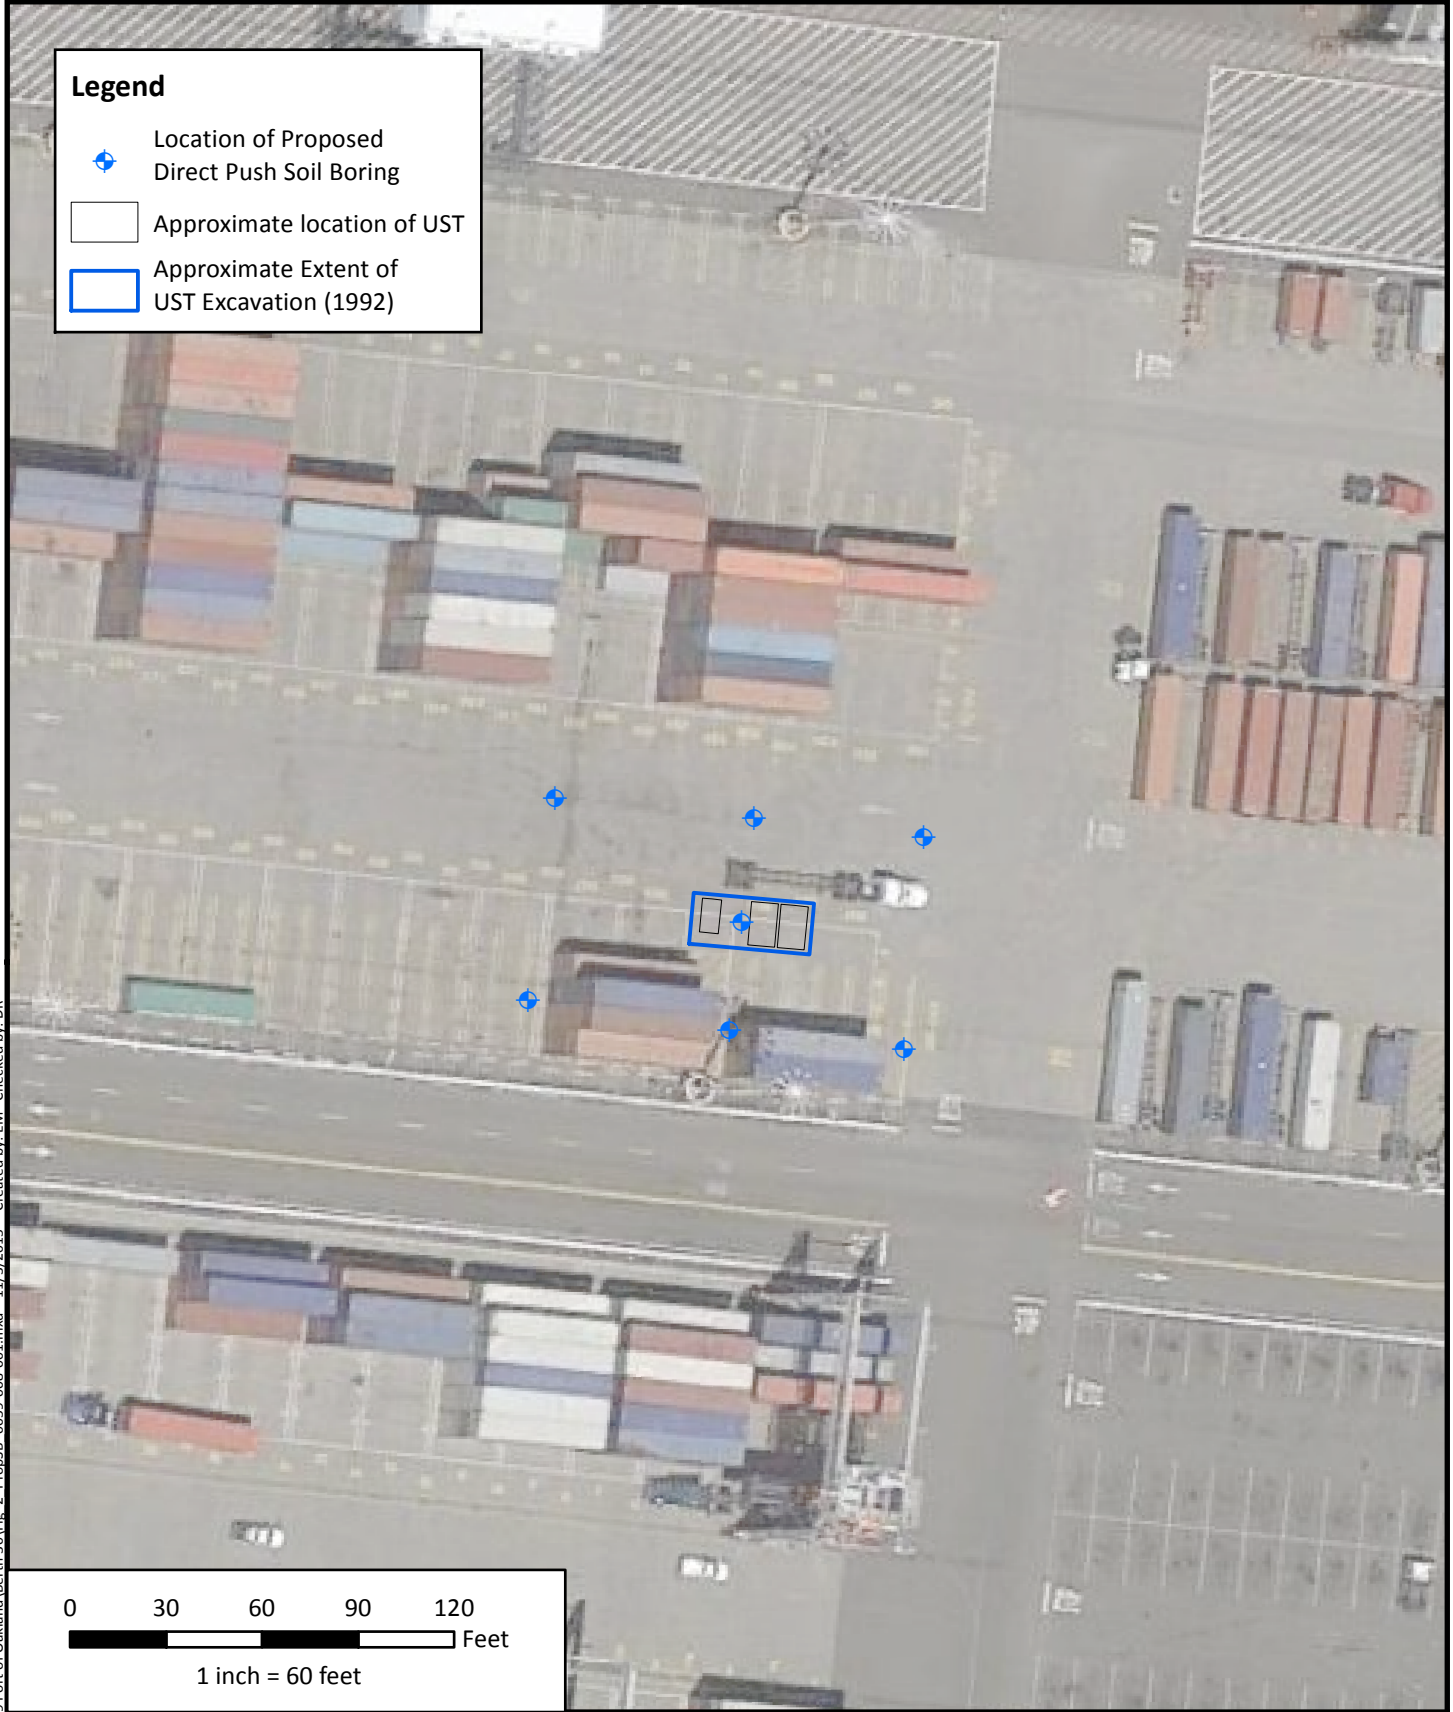 Legend
Location of Proposed
Direct Push Soil Boring
Approximate location of UST
Approximate Extent of
UST Excavation (1992)
0 30 60 90 120
Feet
1 inch = 60 feet